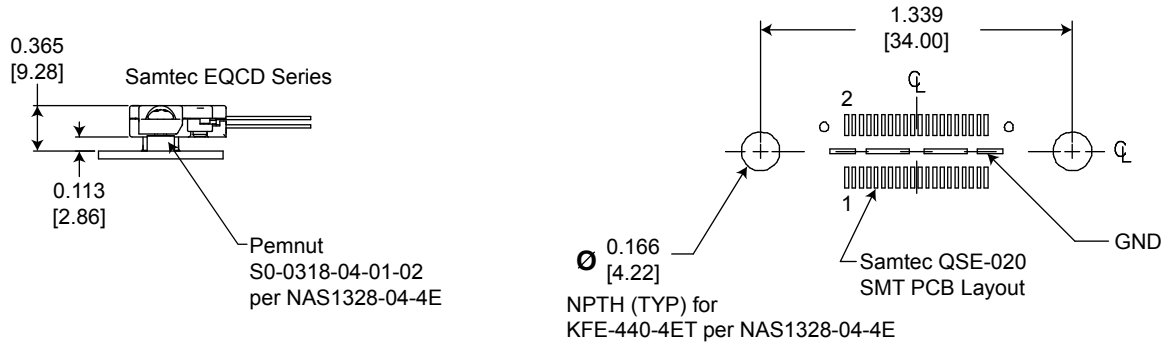 0.365
[9.28]
Samtec EQCD Series
0.113
[2.86]
Pemnut
S0-0318-04-01-02
per NAS1328-04-4E
1.339
[34.00]
℄
2
℄
1
GND
Ø 0.166
[4.22]
Samtec QSE-020
SMT PCB Layout
NPTH (TYP) for
KFE-440-4ET per NAS1328-04-4E